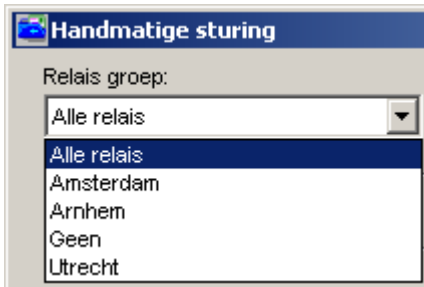 Handmatige sturing
Relais groep:
Alle relais
Alle relais
Amsterdam
Arnhem
Geen
Utrecht